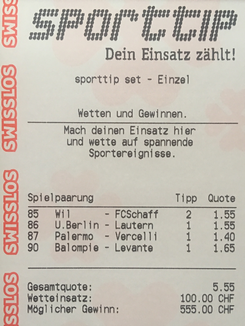 sporttip
Dein Einsatz zählt!
sporttip set - Einzel
Wetten und Gewinnen.
Mach deinen Einsatz hier
und wette auf spannende
Sportereignisse.
Spielpaarung Tipp Quote
85 Wil - FCSchaff 2 1.55
86 U.Berlin - Lautern 1 1.55
87 Palermo - Vercelli 1 1.40
90 Balompie - Levante 1 1.65
Gesamtquote: 5.55
Wetteinsatz: 100.00 CHF
Möglicher Gewinn: 555.00 CHF
SWISSLOS
SWISSLOS
SWISSLOS
SWISSLOS